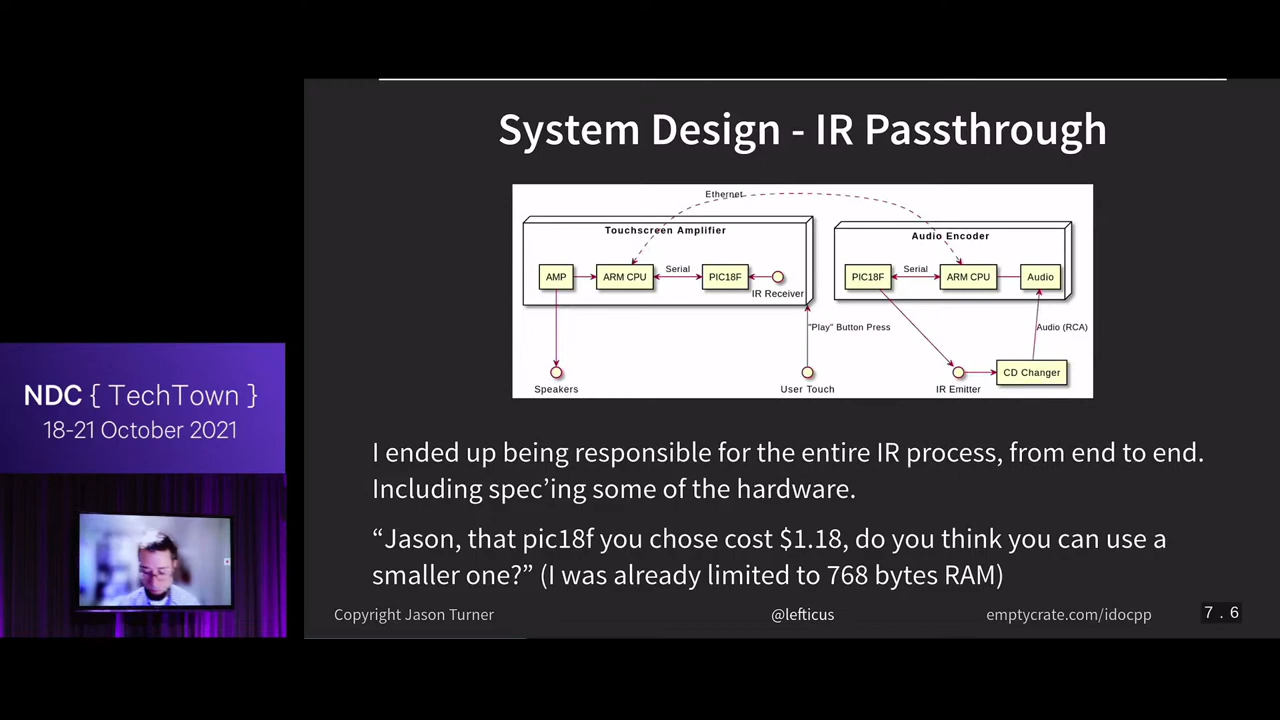 System Design - IR Passthrough
Ethernet
Touchscreen Amplifier
Audio Encoder
AMP
ARM CPU
Serial
PIC18F
IR Receiver
PIC18F
Serial
ARM CPU
Audio
"Play" Button Press
Audio (RCA)
CD Changer
Speakers
User Touch
IR Emitter
NDC { TechTown }
18-21 October 2021
I ended up being responsible for the entire IR process, from end to end.
Including spec’ing some of the hardware.
“Jason, that pic18f you chose cost $1.18, do you think you can use a
smaller one?” (I was already limited to 768 bytes RAM)
Copyright Jason Turner
@lefticus
emptycrate.com/idocpp
7.6